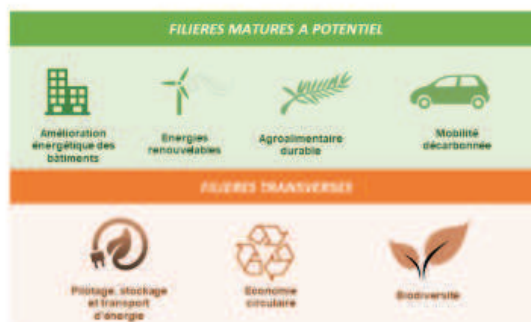 FILIERES MATURES A POTENTIEL
Amélioration
énergétique des
bâtiments
Energies
renouvelables
Agroalimentaire
durable
Mobilité
décarbonnée
FILIERES TRANSVERSES
Pilotage, stockage
et transport
d'énergie
Economie
circulaire
Biodiversité